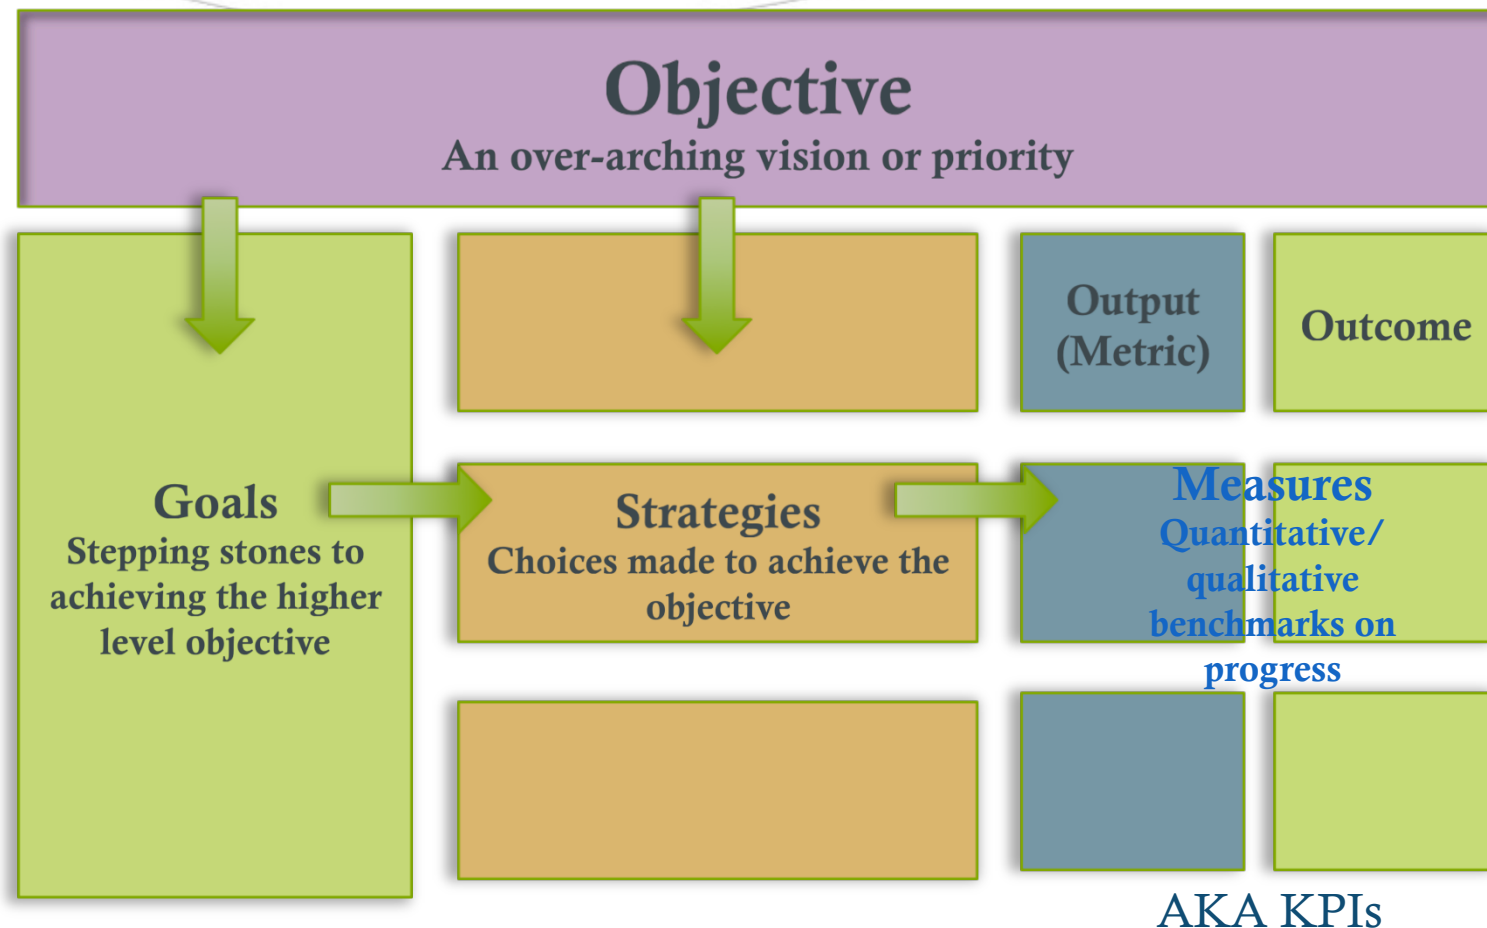 Objective
An over-arching vision or priority
Output
(Metric)
Outcome
Goals
Stepping stones to
achieving the higher
level objective
Strategies
Choices made to achieve the
objective
Measures
Quantitative/
qualitative
benchmarks on
progress
AKA KPIs